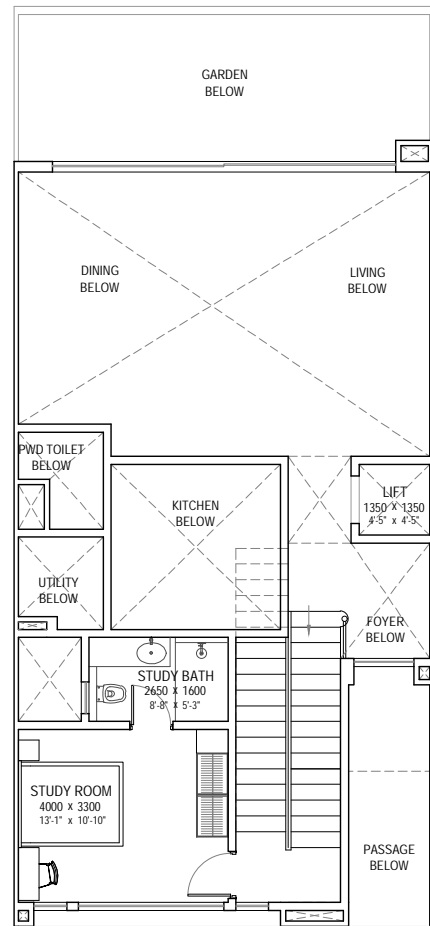 GARDEN
BELOW
DINING
BELOW
LIVING
BELOW
PWD TOILET
BELOW
KITCHEN
BELOW
LIFT
1350 x 1350
4'-5" x 4'-5"
UTILITY
BELOW
FOYER
BELOW
STUDY BATH
2650 x 1600
8'-8" x 5'-3"
STUDY ROOM
4000 x 3300
13'-1" x 10'-10"
PASSAGE
BELOW